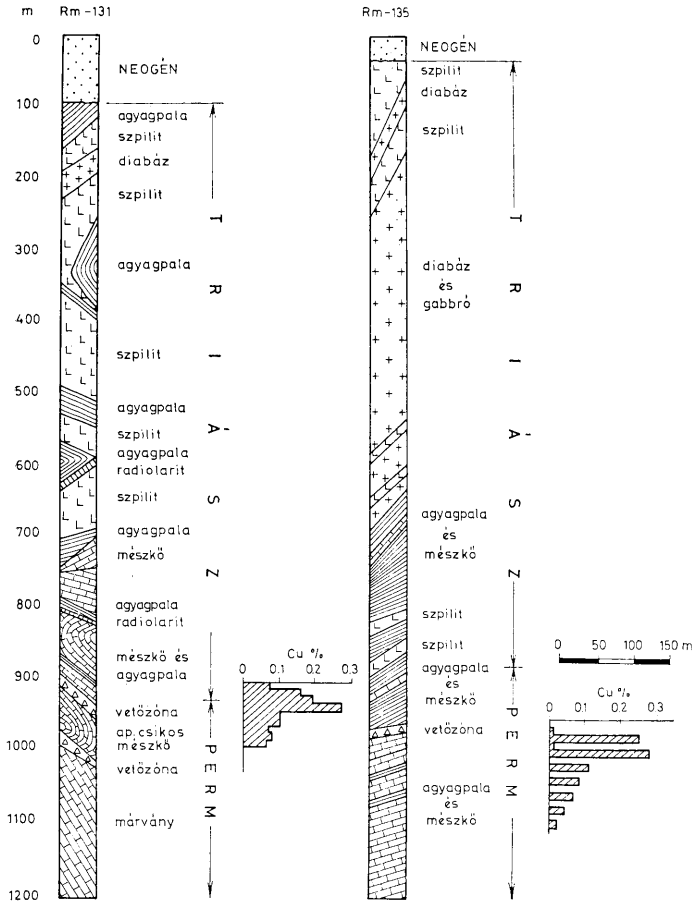 m Rm-131
0
100
200
300
400
500
600
700
800
900
1000
1100
1200
NEOGÉN
agyagpala
szpilit
diabáz
szpilit
agyagpala
szpilit
agyagpala
szpilit
agyagpala
radiolarit
szpilit
agyagpala
mészkő
agyagpala
radiolarit
mészkő és
agyagpala
vetőzóna
ap.csíkos
mészkő
vetőzóna
márvány
TRIÁSZ
PERM
Cu %
0 0.1 0.2 0.3
Rm-135
NEOGÉN
szpilit
diabáz
szpilit
diabáz
és
gabbró
agyagpala
és
mészkő
szpilit
szpilit
agyagpala
és
mészkő
vetőzóna
agyagpala
és
mészkő
TRIÁSZ
PERM
0 50 100 150 m
Cu %
0 0.1 0.2 0.3